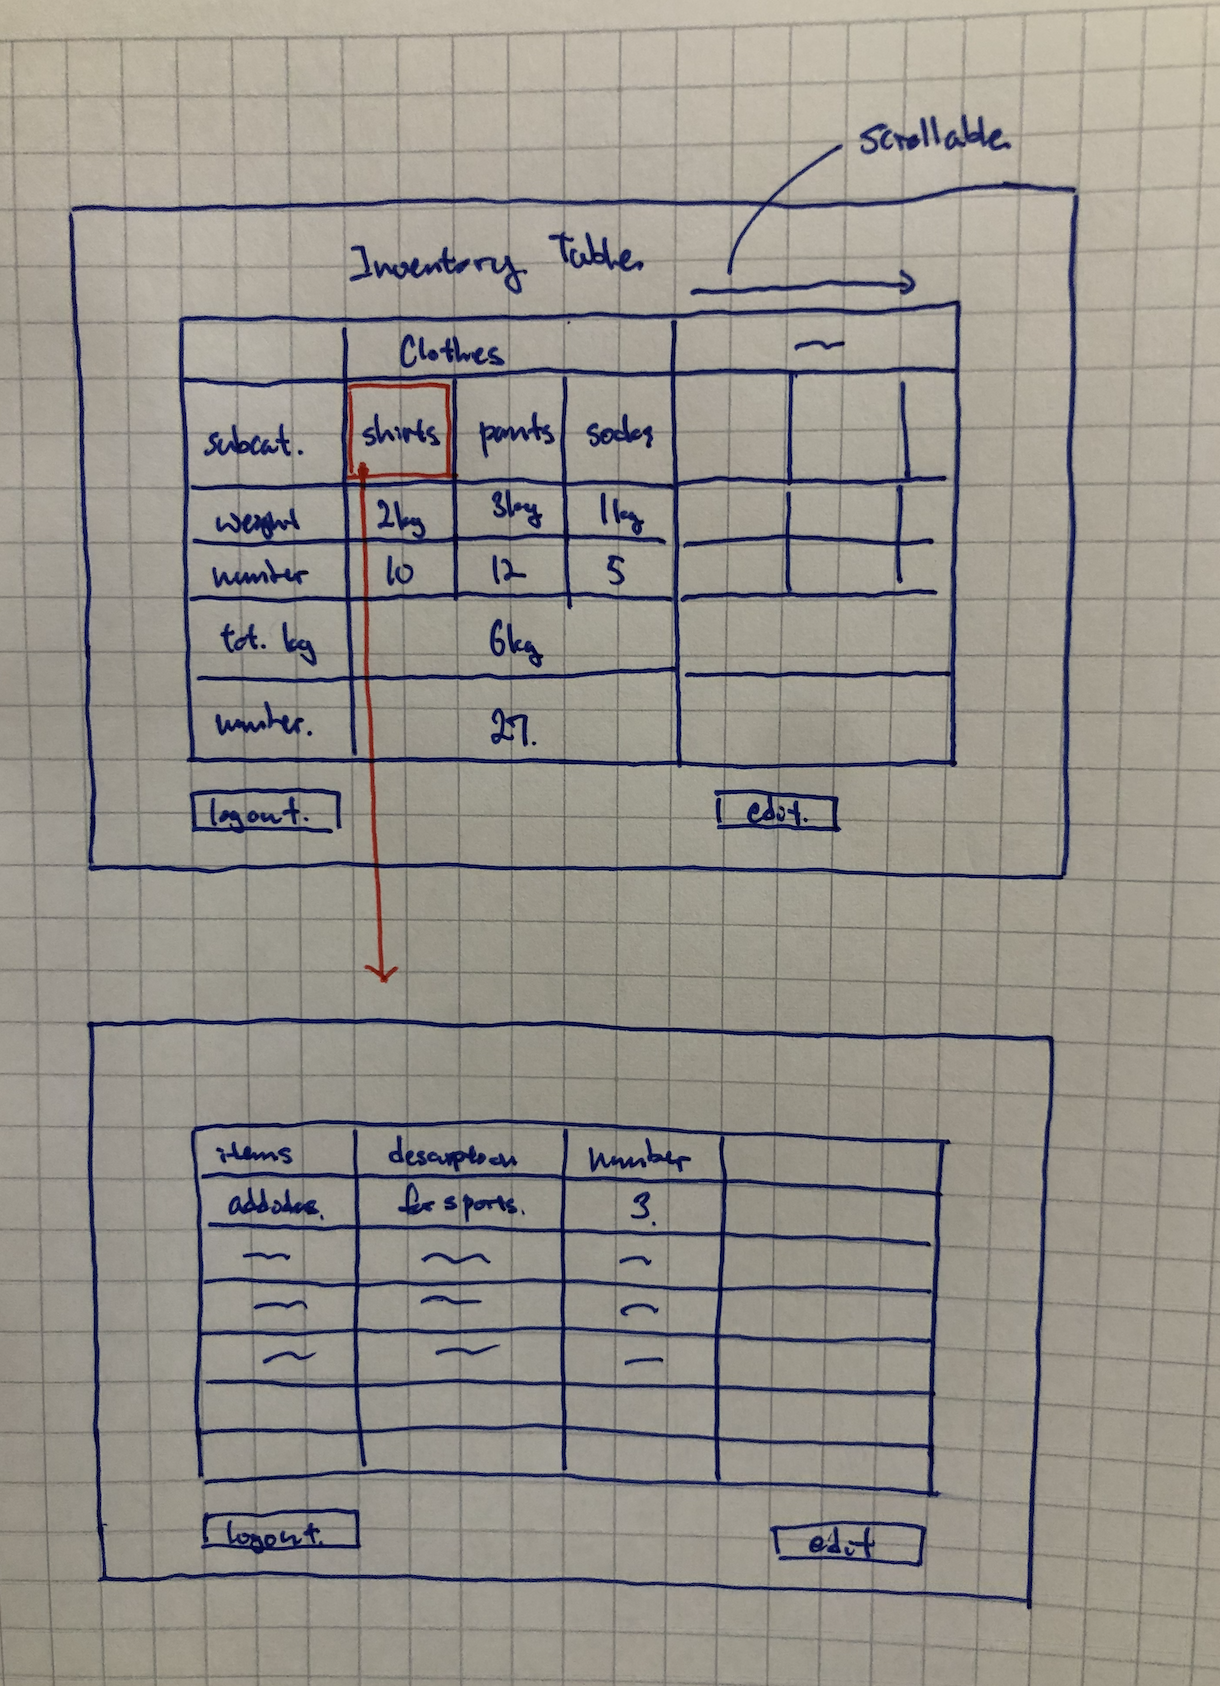 scrollable
Inventory Table
Clothes ~
subcat. shirts pants socks
weight 2kg 3kg 1kg
number 10 12 5
tot. kg 6kg
number. 27.
logout. edit.
items description number
addidas. for sports. 3.
logout. edit